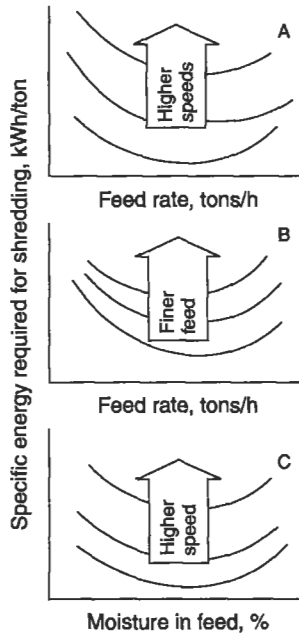 Specific energy required for shredding, kWh/ton
A
Higher
speeds
Feed rate, tons/h
B
Finer
feed
Feed rate, tons/h
C
Higher
speed
Moisture in feed, %